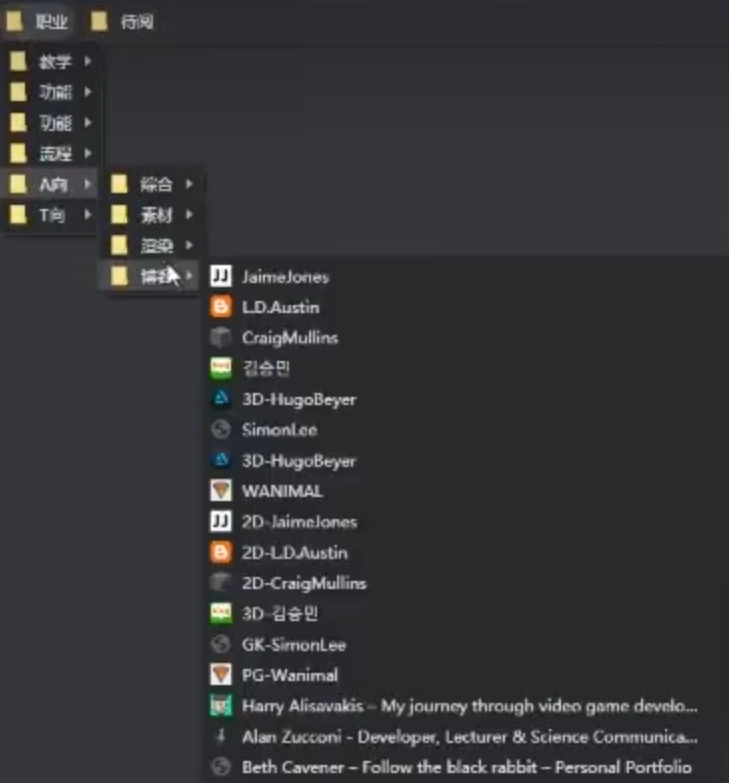 职业 待阅
教学
功能
功能
流程
A向
T向
综合
素材
渲染
博客
JaimeJones
L.D.Austin
CraigMullins
김승민
3D-HugoBeyer
SimonLee
3D-HugoBeyer
WANIMAL
2D-JaimeJones
2D-L.D.Austin
2D-CraigMullins
3D-김승민
GK-SimonLee
PG-Wanimal
Harry Alisavakis – My journey through video game develo...
Alan Zucconi - Developer, Lecturer & Science Communica...
Beth Cavener – Follow the black rabbit – Personal Portfolio